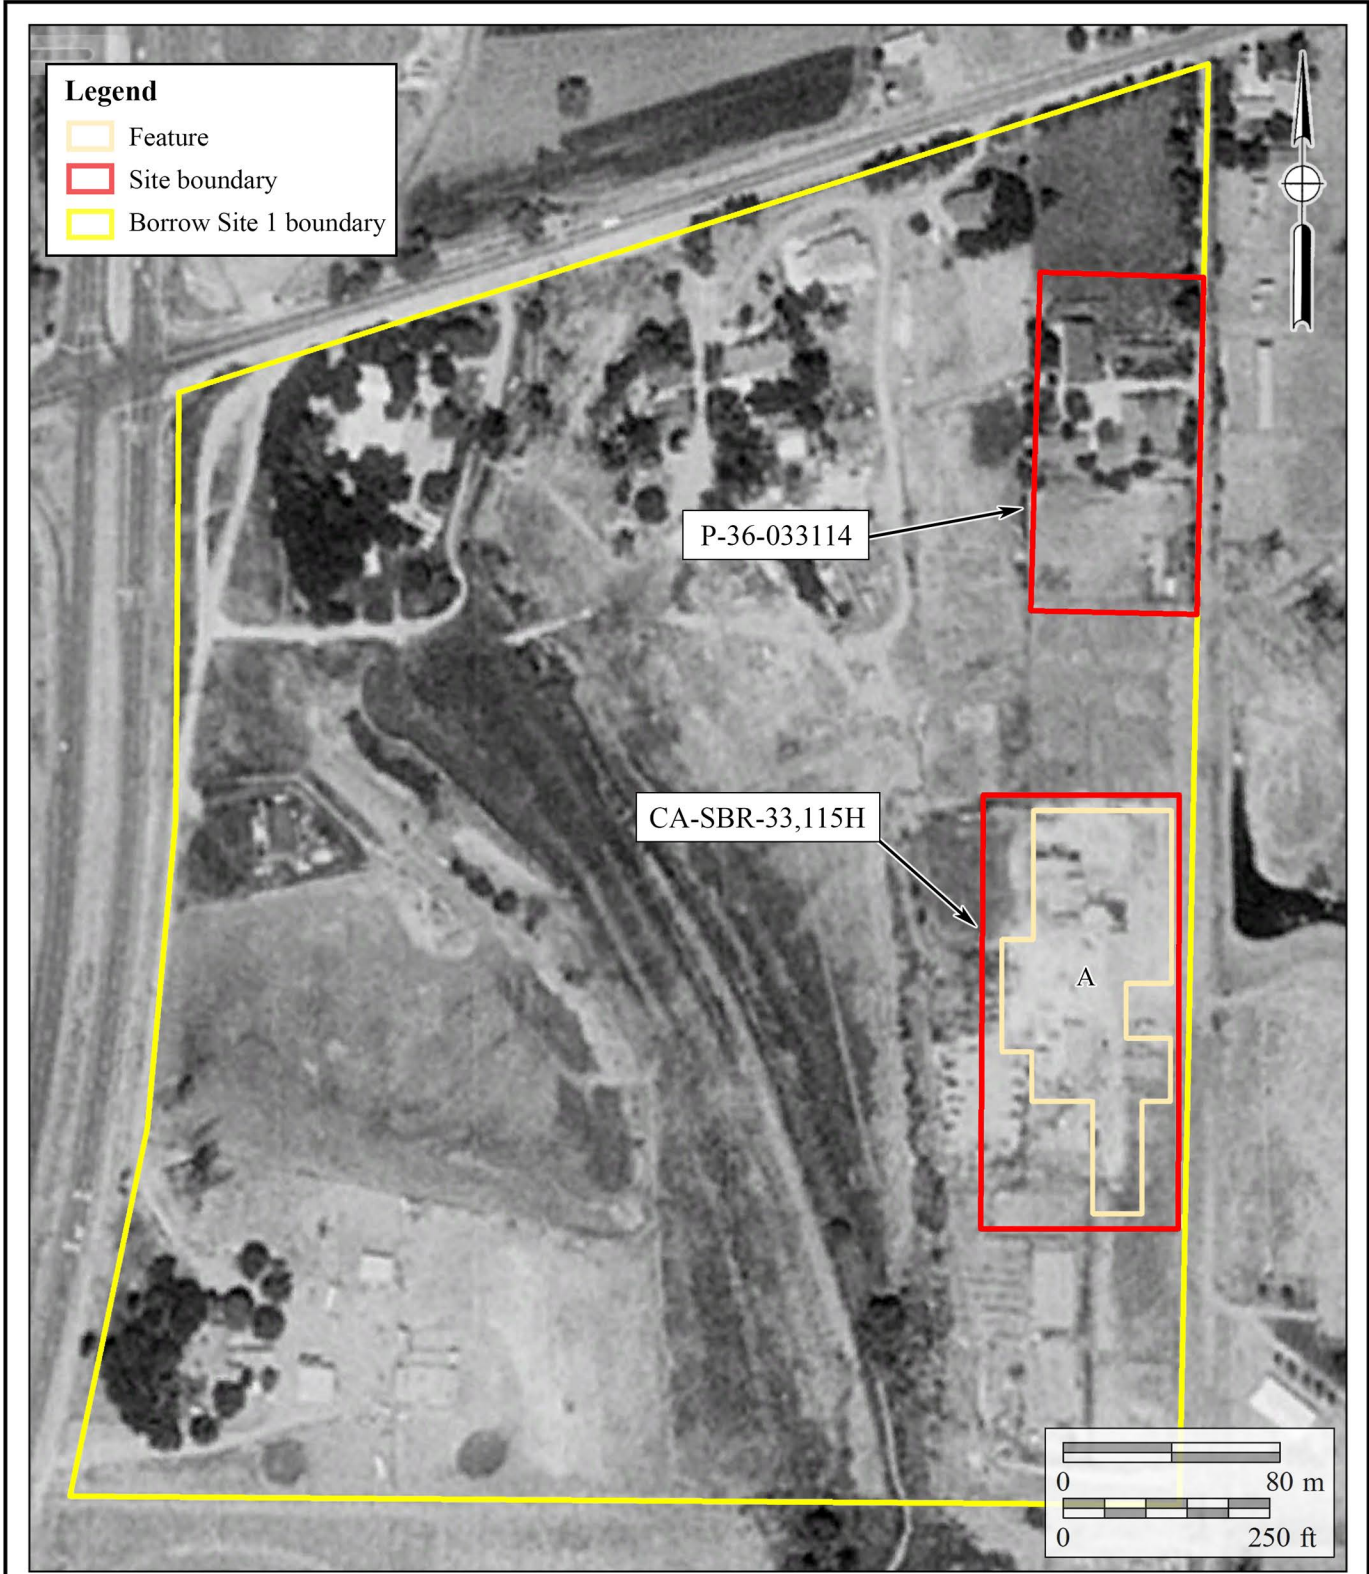 Legend
Feature
Site boundary
Borrow Site 1 boundary
P-36-033114
CA-SBR-33,115H
A
0 80 m
0 250 ft